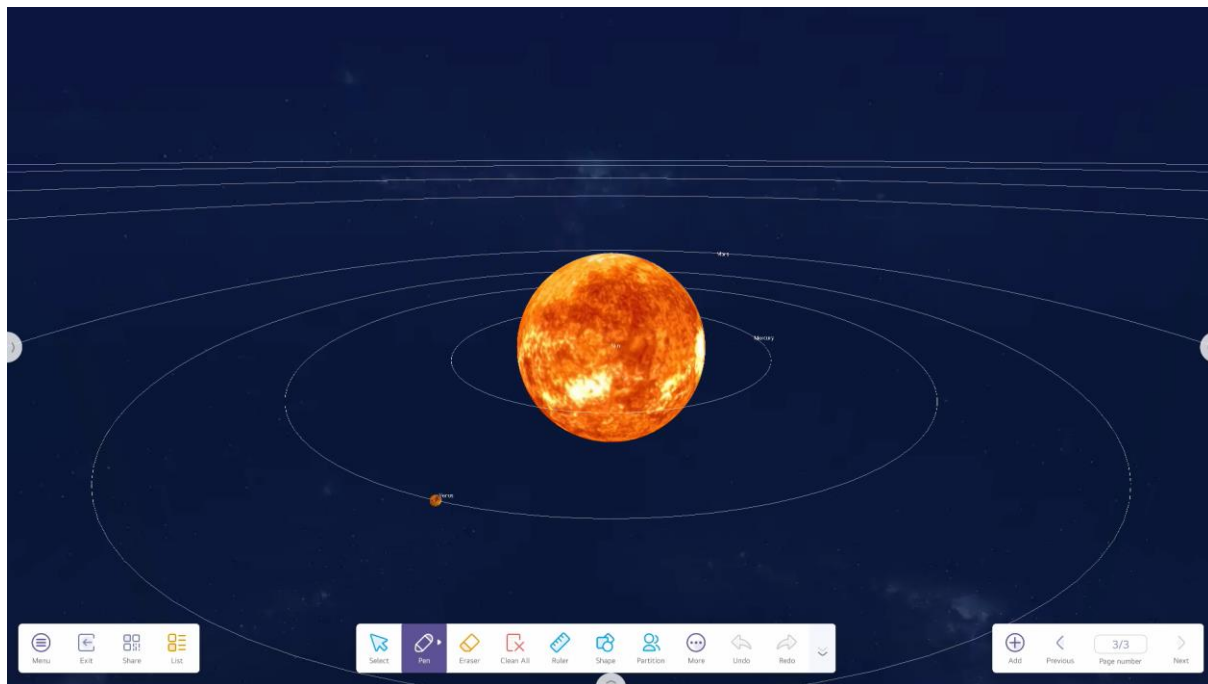 Mars
Mercury
Sun
Venus
Menu
Exit
Share
List
Select
Pen
Eraser
Clean All
Ruler
Shape
Partition
More
Undo
Redo
Add
Previous
3/3
Page number
Next